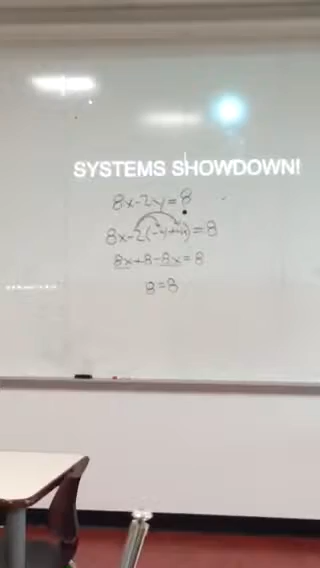 SYSTEMS SHOWDOWN!
8x-2y=8
8x-2(-4+4x)=8
8x+8-8x=8
8=8